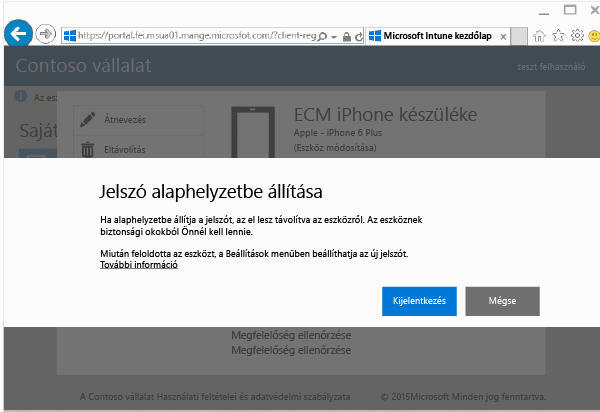 https://portal.fei.msua01.mange.microsfot.com/?client-reg
Microsoft Intune kezdőlap
Contoso vállalat
teszt felhasználó
Az esz
Saját
Átnevezés
Eltávolítás
ECM iPhone készüléke
Apple - iPhone 6 Plus
(Eszköz módosítása)
Jelszó alaphelyzetbe állítása
Ha alaphelyzetbe állítja a jelszót, az el lesz távolítva az eszközről. Az eszköznek
biztonsági okokból Önnél kell lennie.
Miután feloldotta az eszközt, a Beállítások menüben beállíthatja az új jelszót.
További információ
Kijelentkezés
Mégse
Megfelelőség ellenőrzése
Megfelelőség ellenőrzése
A Contoso vállalat Használati feltételei és adatvédelmi szabályzata
© 2015Microsoft Minden jog fenntartva.